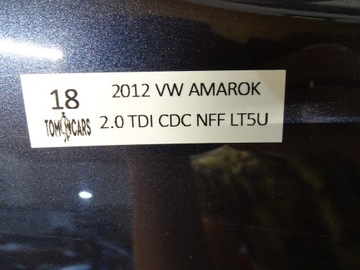 18
2012 VW AMAROK
TOM CARS
2.0 TDI CDC NFF LT5U